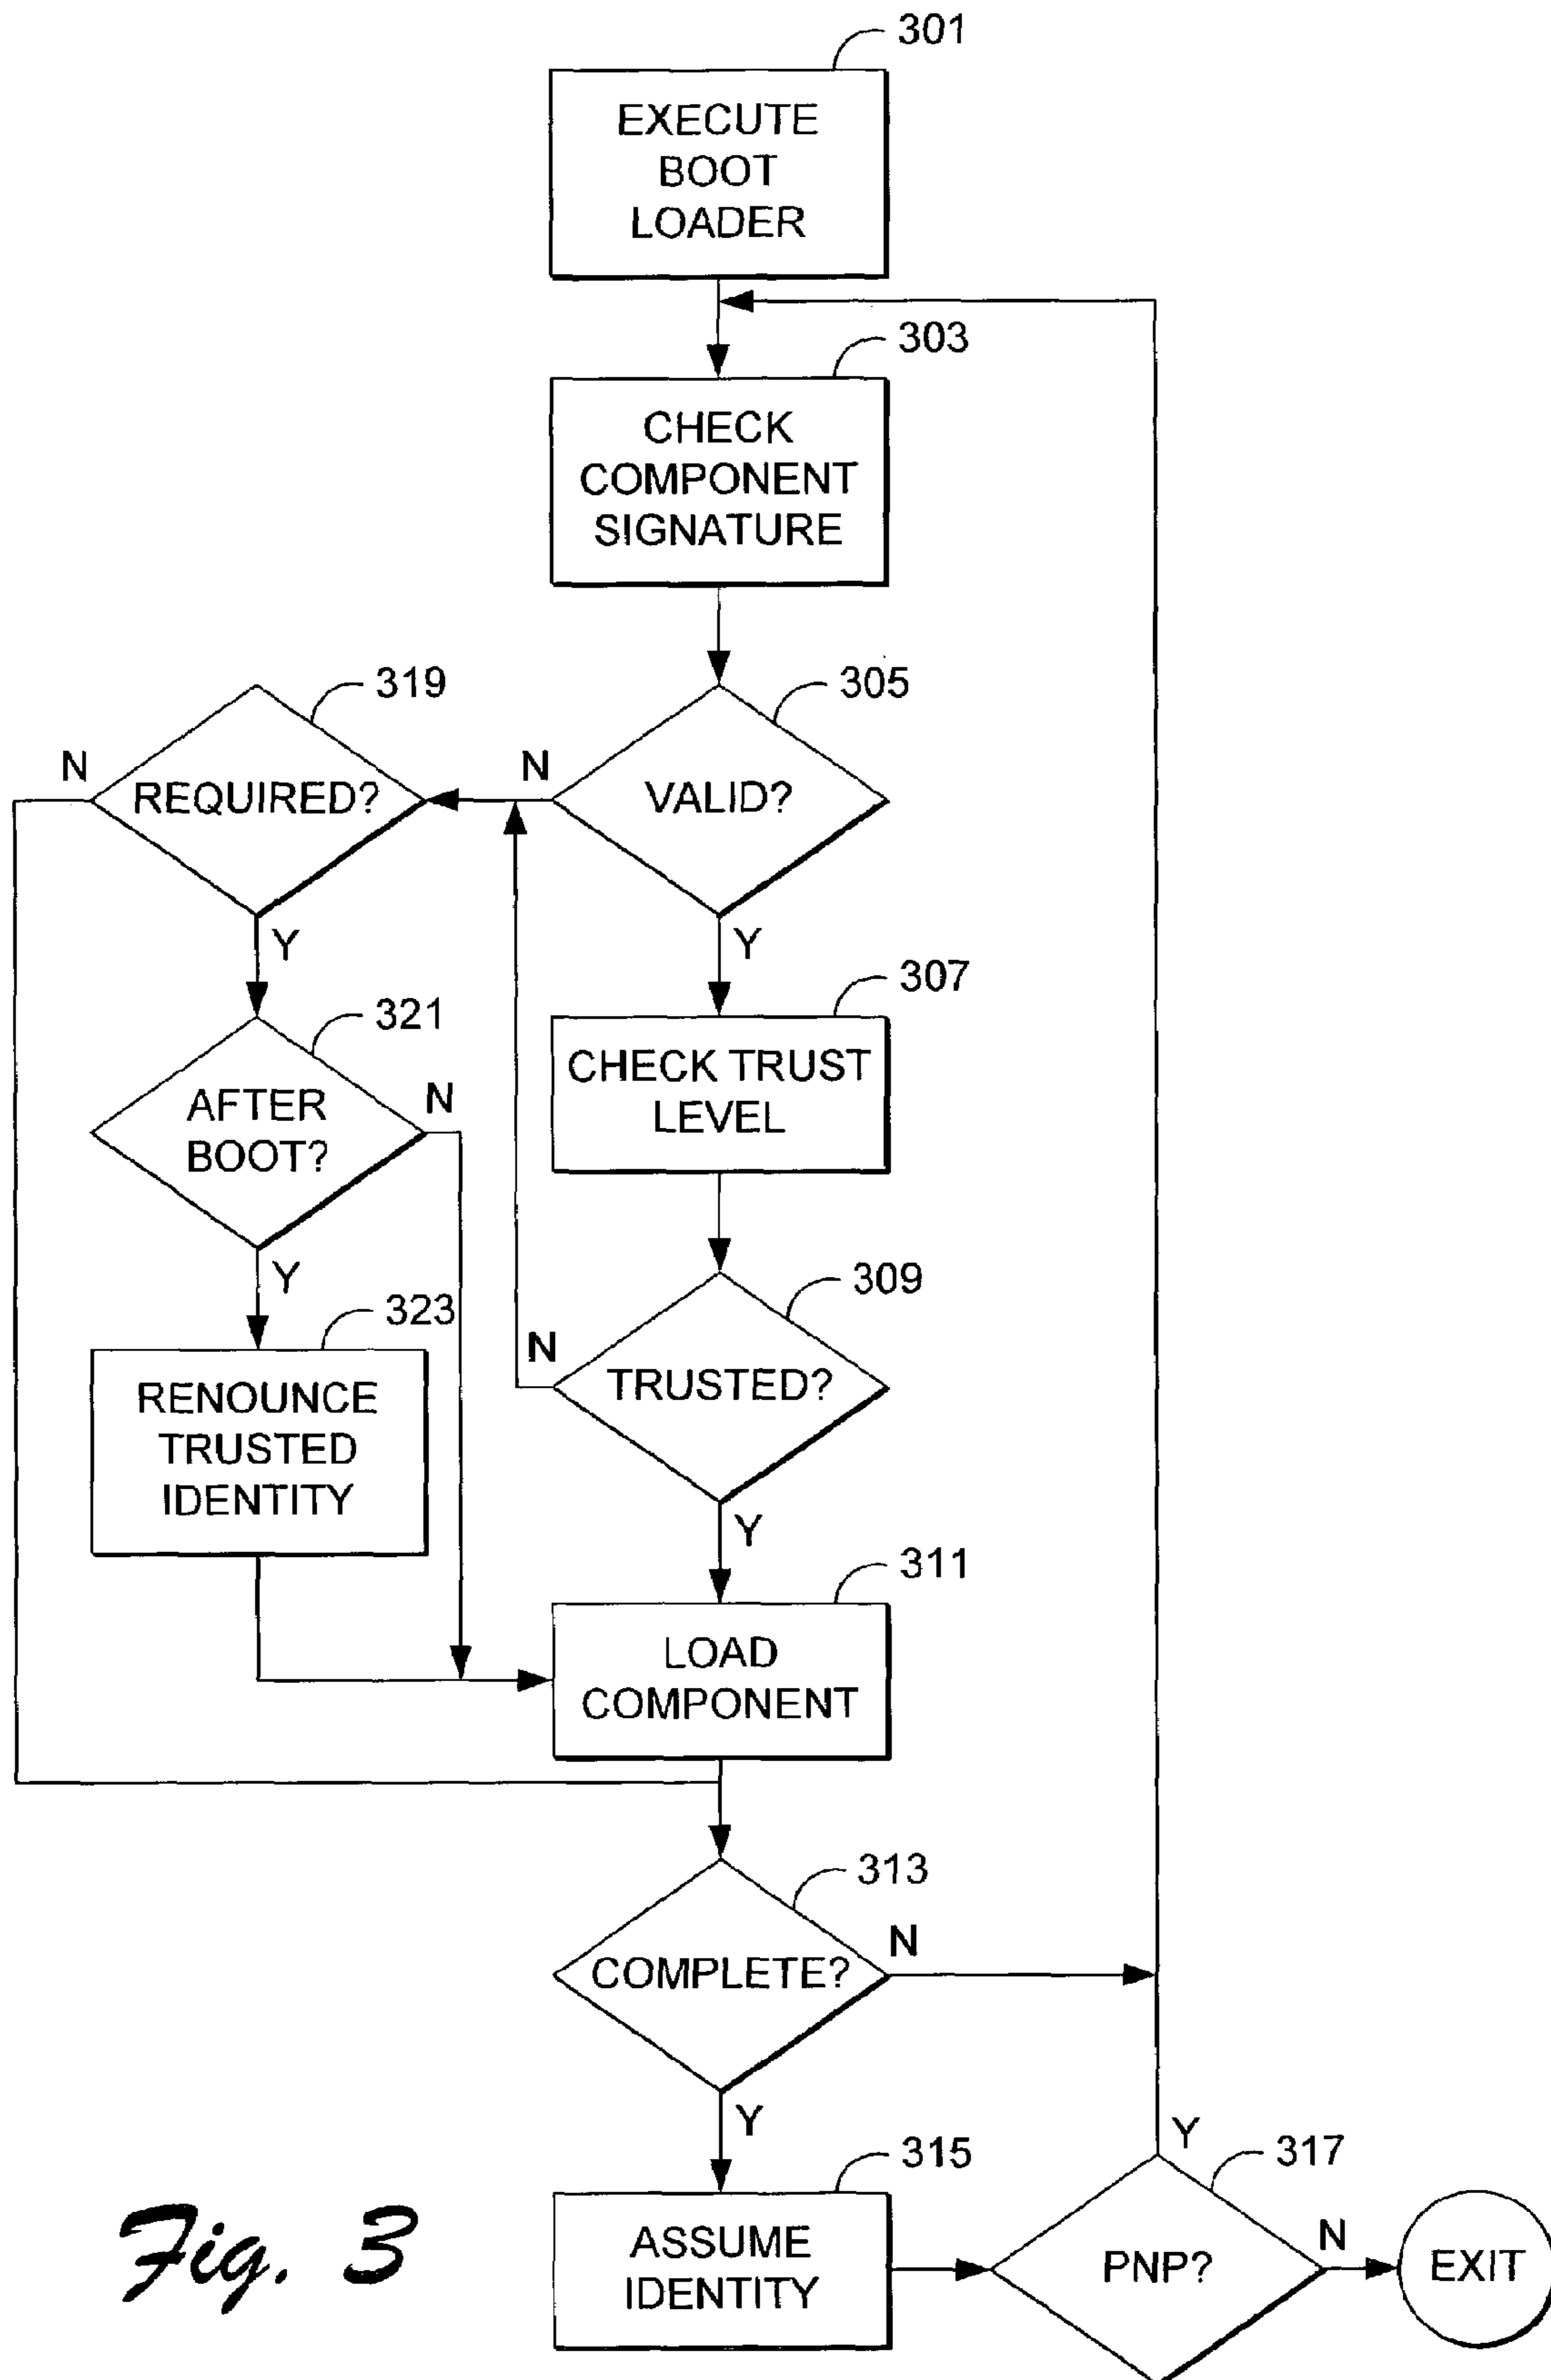 301
EXECUTE
BOOT
LOADER
303
CHECK
COMPONENT
SIGNATURE
319
305
N
REQUIRED?
N
VALID?
Y
Y
321
307
AFTER
BOOT?
N
CHECK TRUST
LEVEL
Y
309
323
N
TRUSTED?
RENOUNCE
TRUSTED
IDENTITY
Y
311
LOAD
COMPONENT
313
N
COMPLETE?
Y
Y
315
317
ASSUME
IDENTITY
PNP?
N
EXIT
Fig. 3